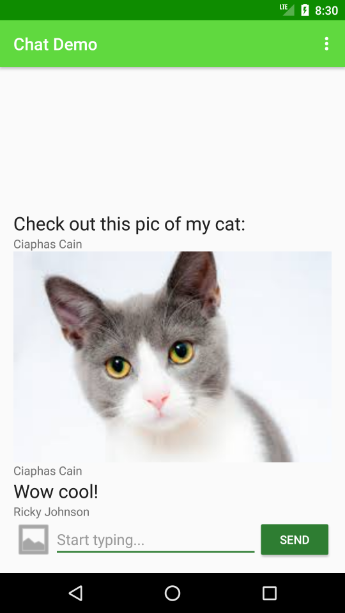 LTE 8:30
Chat Demo
Check out this pic of my cat:
Ciaphas Cain
Ciaphas Cain
Wow cool!
Ricky Johnson
Start typing...
SEND